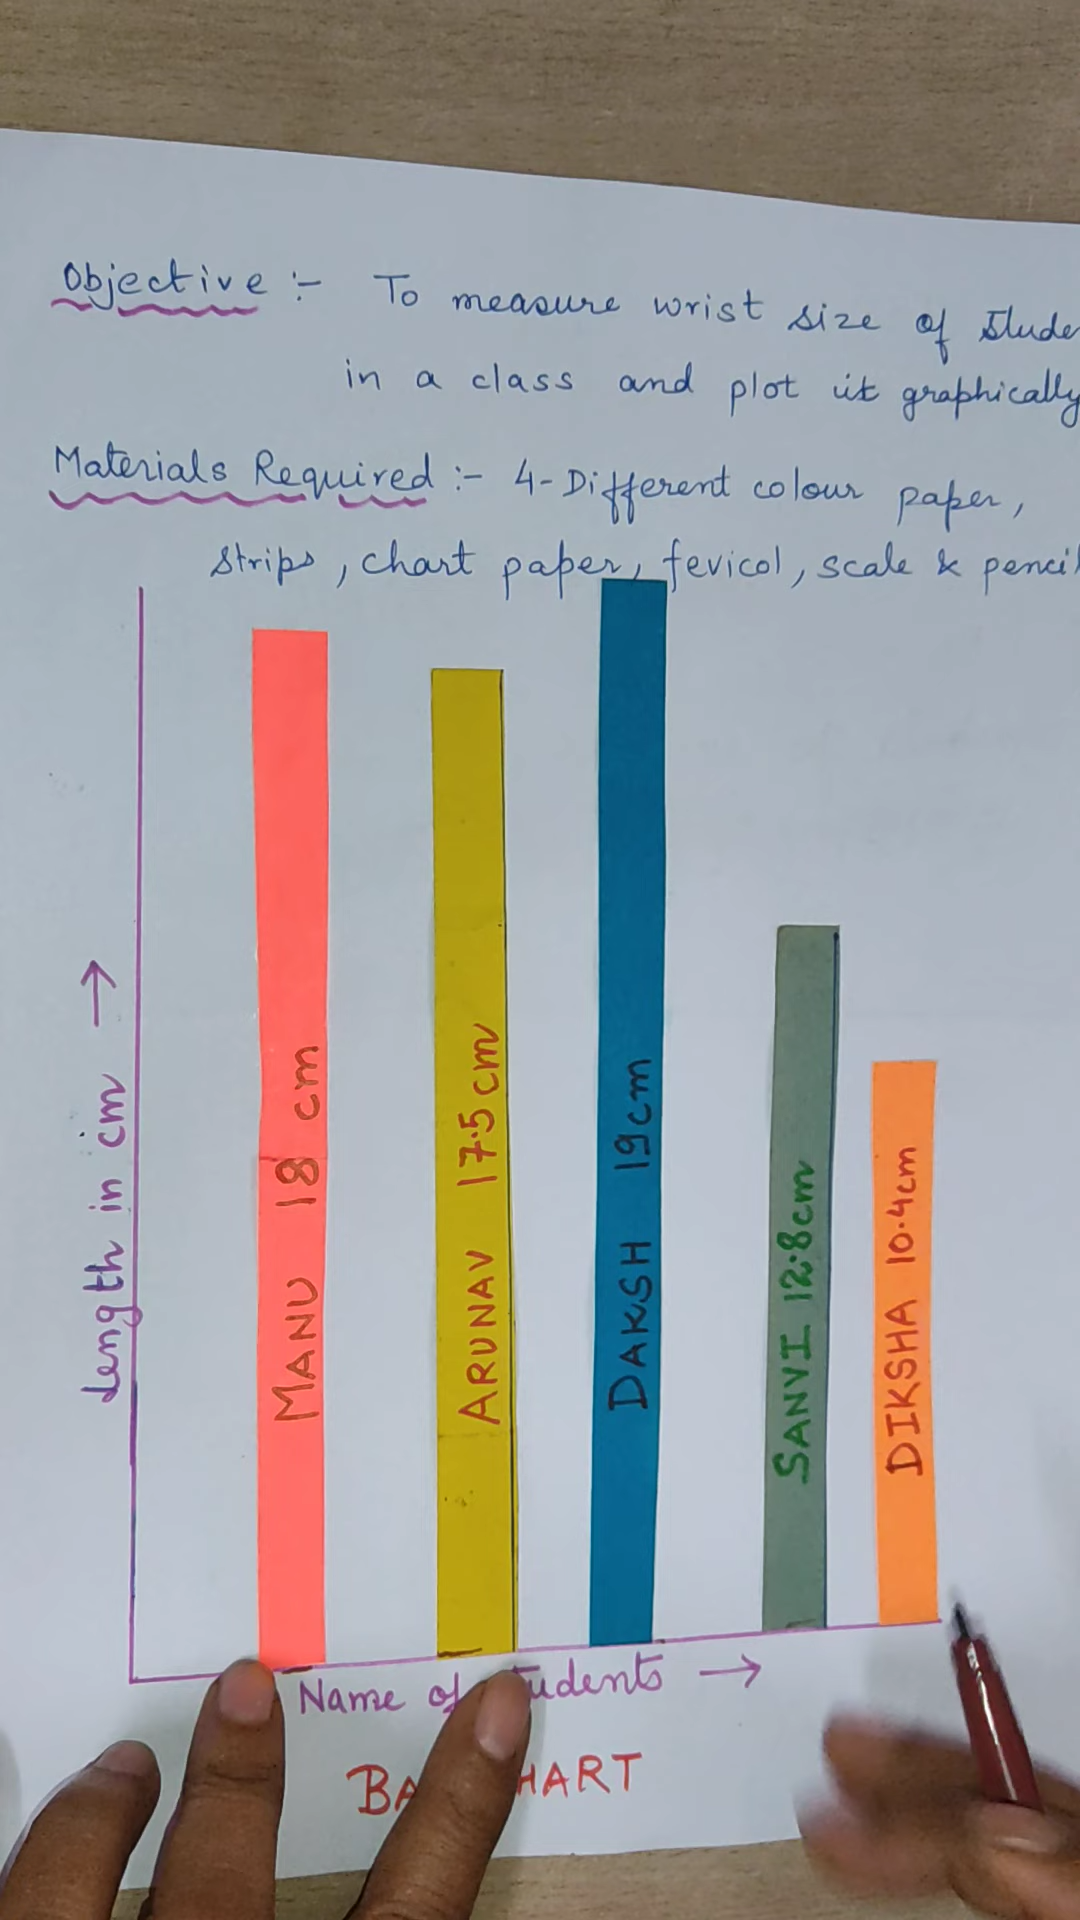 Objective :- To measure wrist size of
in a class and plot it graphically
Materials Required :- 4-Different colour paper,
strips, chart paper, fevicol, scale & pencil
length in cm →
MANU 18 cm
ARUNAV 17.5 cm
DAKSH 19cm
SANVI 12.8cm
DIKSHA 10.4cm
Name of →